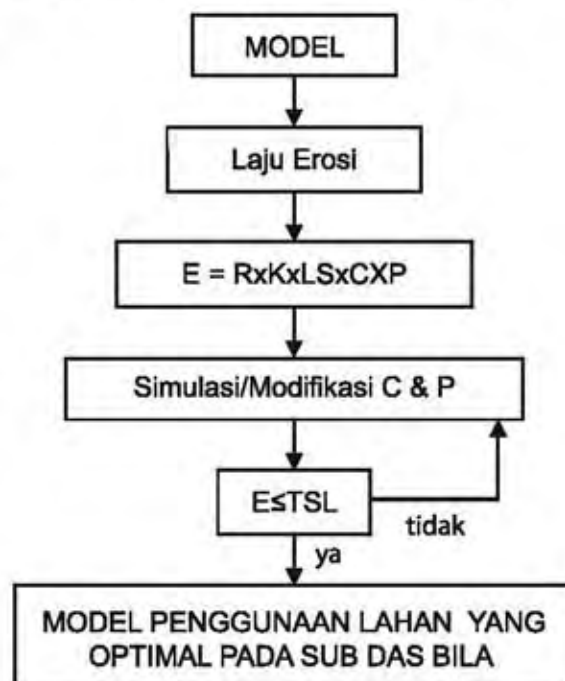 MODEL
Laju Erosi
E = RxKxLSxCXP
Simulasi/Modifikasi C & P
E≤TSL
tidak
ya
MODEL PENGGUNAAN LAHAN YANG
OPTIMAL PADA SUB DAS BILA